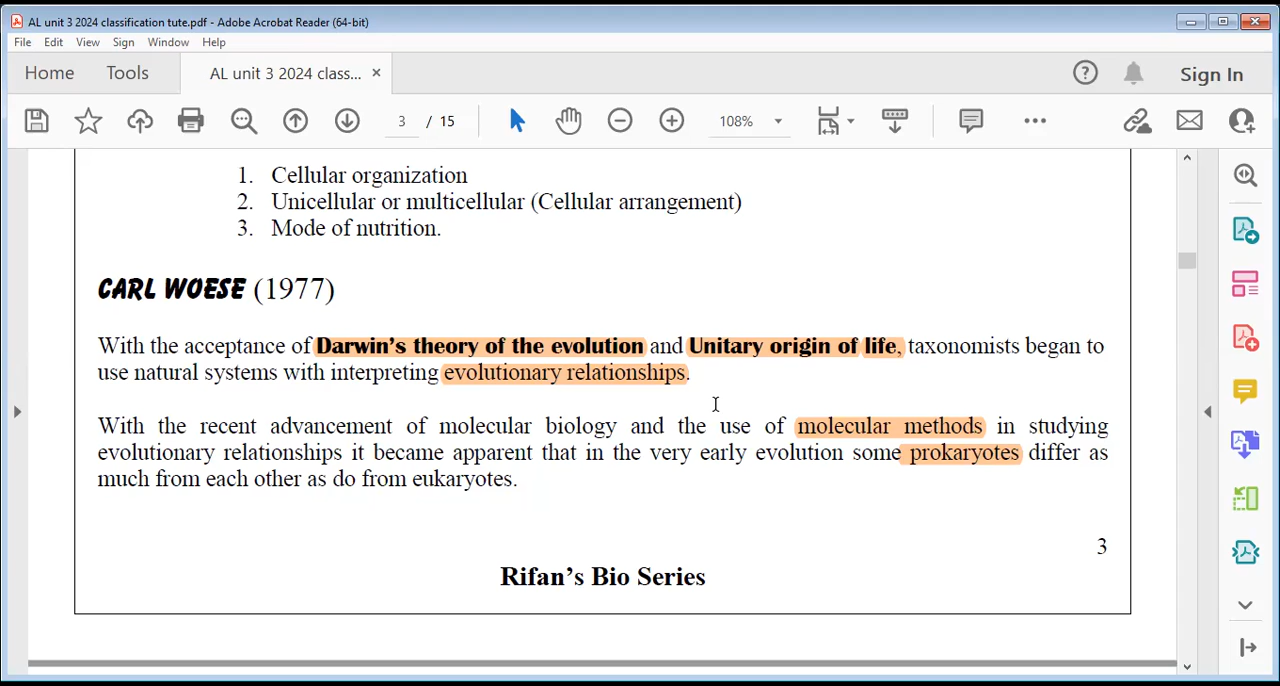 AL unit 3 2024 classification tute.pdf - Adobe Acrobat Reader (64-bit)
File Edit View Sign Window Help
Home Tools AL unit 3 2024 class... × Sign In
3 / 15 108%
1. Cellular organization
2. Unicellular or multicellular (Cellular arrangement)
3. Mode of nutrition.
CARL WOESE (1977)
With the acceptance of Darwin's theory of the evolution and Unitary origin of life, taxonomists began to
use natural systems with interpreting evolutionary relationships.
With the recent advancement of molecular biology and the use of molecular methods in studying
evolutionary relationships it became apparent that in the very early evolution some prokaryotes differ as
much from each other as do from eukaryotes.
3
Rifan's Bio Series